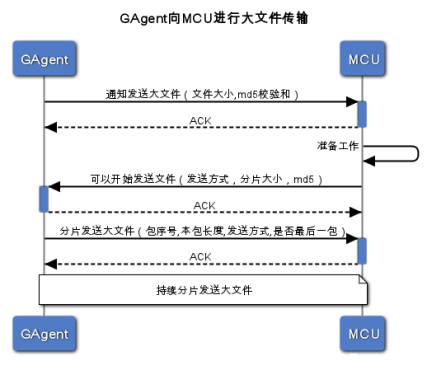 GAgent向MCU进行大文件传输
GAgent
MCU
通知发送大文件（文件大小,md5校验和）
ACK
准备工作
可以开始发送文件（发送方式，分片大小，md5）
ACK
分片发送大文件（包序号,本包长度,发送方式,是否最后一包）
ACK
持续分片发送大文件
GAgent
MCU